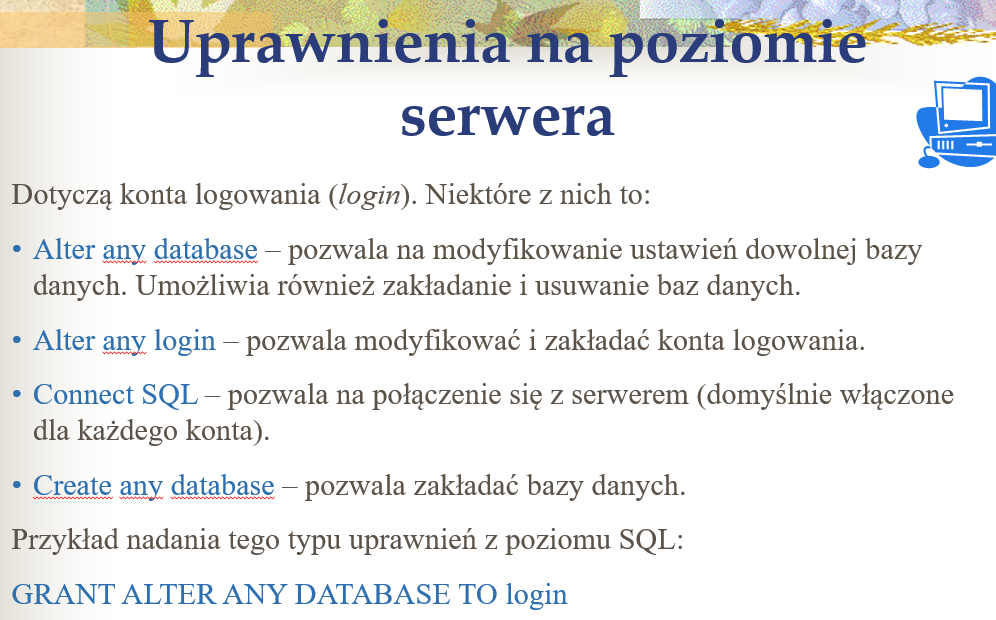 Uprawnienia na poziomie
serwera
Dotyczą konta logowania (login). Niektóre z nich to:
• Alter any database – pozwala na modyfikowanie ustawień dowolnej bazy
danych. Umożliwia również zakładanie i usuwanie baz danych.
• Alter any login – pozwala modyfikować i zakładać konta logowania.
• Connect SQL – pozwala na połączenie się z serwerem (domyślnie włączone
dla każdego konta).
• Create any database – pozwala zakładać bazy danych.
Przykład nadania tego typu uprawnień z poziomu SQL:
GRANT ALTER ANY DATABASE TO login